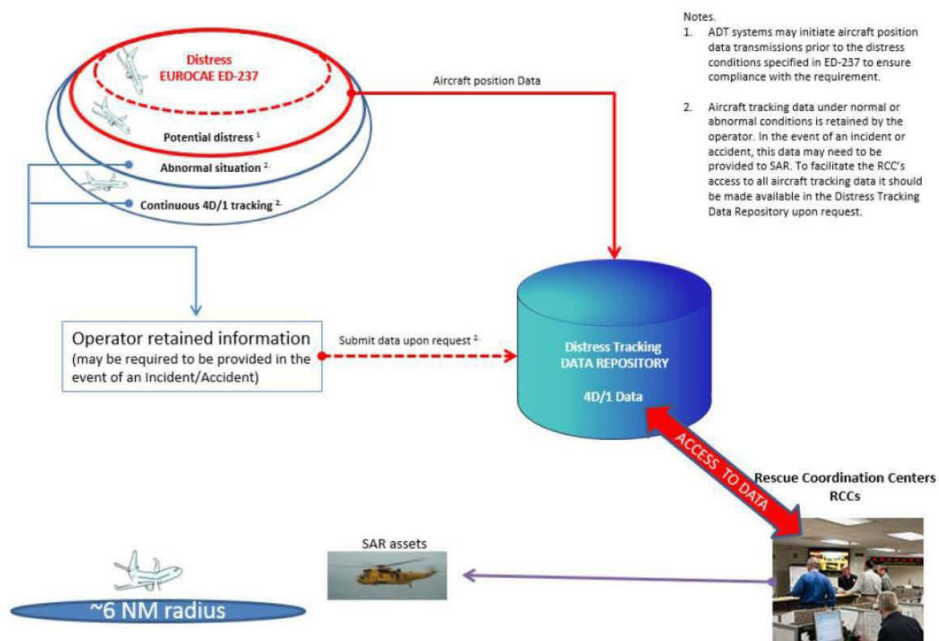 Distress
EUROCAE ED-237
Potential distress 1
Abnormal situation 2.
Continuous 4D/1 tracking 2.
Aircraft position Data
Notes.
1. ADT systems may initiate aircraft position
data transmissions prior to the distress
conditions specified in ED-237 to ensure
compliance with the requirement.
2. Aircraft tracking data under normal or
abnormal conditions is retained by the
operator. In the event of an incident or
accident, this data may need to be
provided to SAR. To facilitate the RCC's
access to all aircraft tracking data it should
be made available in the Distress Tracking
Data Repository upon request.
Operator retained information
(may be required to be provided in the
event of an Incident/Accident)
Submit data upon request 2.
Distress Tracking
DATA REPOSITORY
4D/1 Data
ACCESS TO DATA
Rescue Coordination Centers
RCCs
SAR assets
~6 NM radius